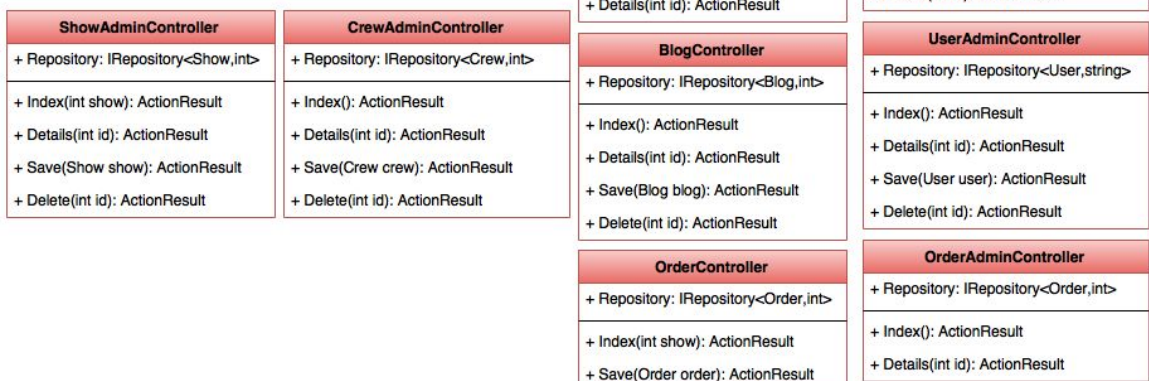 + Details(int id): ActionResult
ShowAdminController
+ Repository: IRepository<Show,int>
+ Index(int show): ActionResult
+ Details(int id): ActionResult
+ Save(Show show): ActionResult
+ Delete(int id): ActionResult
CrewAdminController
+ Repository: IRepository<Crew,int>
+ Index(): ActionResult
+ Details(int id): ActionResult
+ Save(Crew crew): ActionResult
+ Delete(int id): ActionResult
BlogController
+ Repository: IRepository<Blog,int>
+ Index(): ActionResult
+ Details(int id): ActionResult
+ Save(Blog blog): ActionResult
+ Delete(int id): ActionResult
UserAdminController
+ Repository: IRepository<User,string>
+ Index(): ActionResult
+ Details(int id): ActionResult
+ Save(User user): ActionResult
+ Delete(int id): ActionResult
OrderController
+ Repository: IRepository<Order,int>
+ Index(int show): ActionResult
+ Save(Order order): ActionResult
OrderAdminController
+ Repository: IRepository<Order,int>
+ Index(): ActionResult
+ Details(int id): ActionResult